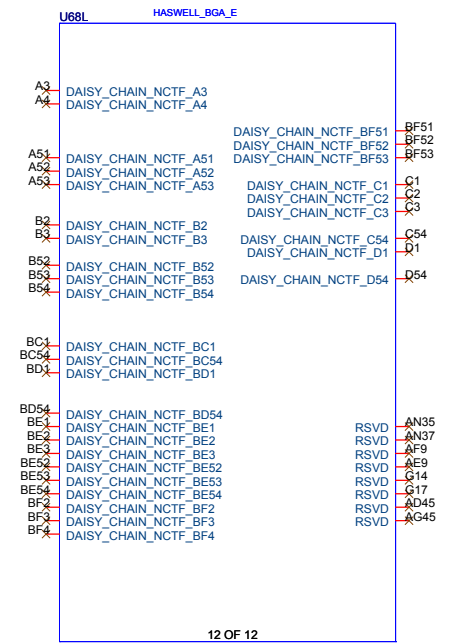 U68L HASWELL_BGA_E
A3 DAISY_CHAIN_NCTF_A3
A4 DAISY_CHAIN_NCTF_A4
A51 DAISY_CHAIN_NCTF_A51
A52 DAISY_CHAIN_NCTF_A52
A53 DAISY_CHAIN_NCTF_A53
B2 DAISY_CHAIN_NCTF_B2
B3 DAISY_CHAIN_NCTF_B3
B52 DAISY_CHAIN_NCTF_B52
B53 DAISY_CHAIN_NCTF_B53
B54 DAISY_CHAIN_NCTF_B54
BC1 DAISY_CHAIN_NCTF_BC1
BC54 DAISY_CHAIN_NCTF_BC54
BD1 DAISY_CHAIN_NCTF_BD1
BD54 DAISY_CHAIN_NCTF_BD54
BE1 DAISY_CHAIN_NCTF_BE1
BE2 DAISY_CHAIN_NCTF_BE2
BE3 DAISY_CHAIN_NCTF_BE3
BE52 DAISY_CHAIN_NCTF_BE52
BE53 DAISY_CHAIN_NCTF_BE53
BE54 DAISY_CHAIN_NCTF_BE54
BF2 DAISY_CHAIN_NCTF_BF2
BF3 DAISY_CHAIN_NCTF_BF3
BF4 DAISY_CHAIN_NCTF_BF4
DAISY_CHAIN_NCTF_BF51 BF51
DAISY_CHAIN_NCTF_BF52 BF52
DAISY_CHAIN_NCTF_BF53 BF53
DAISY_CHAIN_NCTF_C1 C1
DAISY_CHAIN_NCTF_C2 C2
DAISY_CHAIN_NCTF_C3 C3
DAISY_CHAIN_NCTF_C54 C54
DAISY_CHAIN_NCTF_D1 D1
DAISY_CHAIN_NCTF_D54 D54
RSVD AN35
RSVD AN37
RSVD AF9
RSVD AE9
RSVD G14
RSVD G17
RSVD AD45
RSVD AG45
12 OF 12